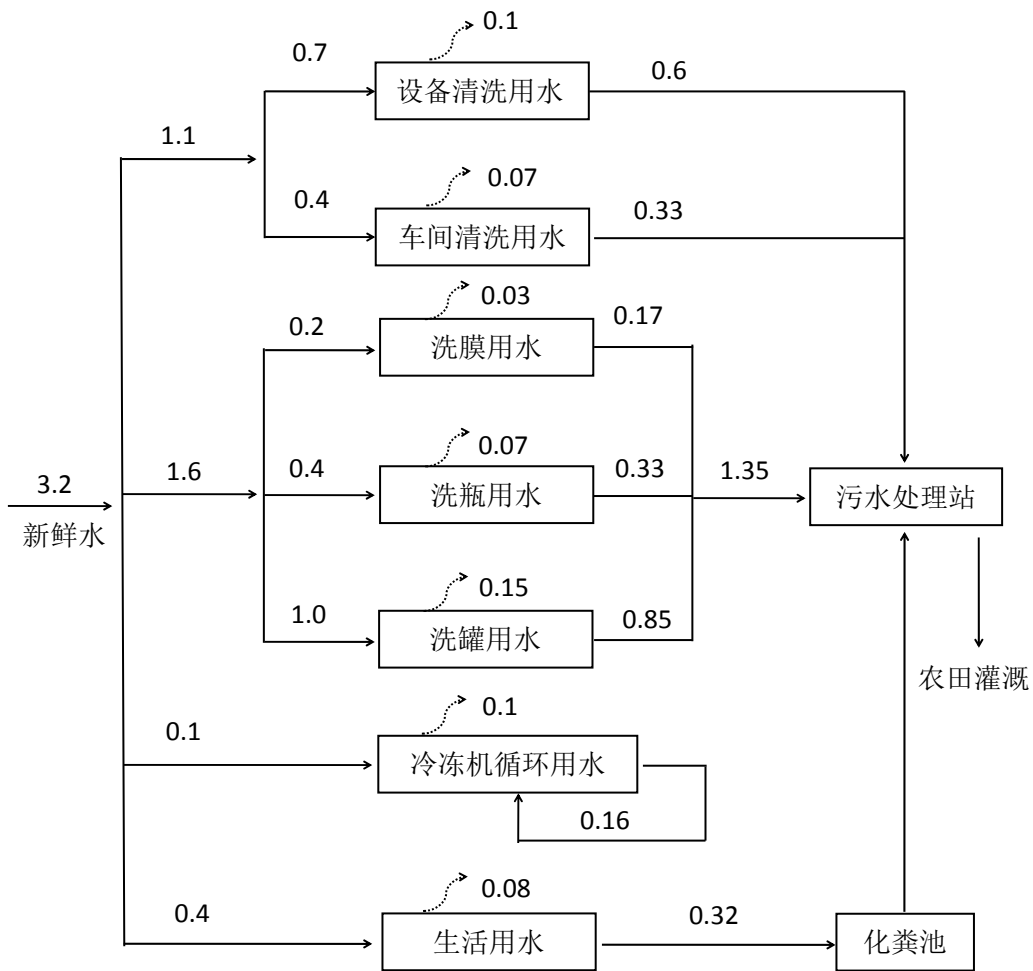 0.1
0.7
设备清洗用水
0.6
1.1
0.07
0.4
车间清洗用水
0.33
0.03
0.2
洗膜用水
0.17
0.07
3.2
新鲜水
1.6
0.4
洗瓶用水
0.33
1.35
污水处理站
0.15
1.0
洗罐用水
0.85
农田灌溉
0.1
0.1
冷冻机循环用水
0.16
0.08
0.4
生活用水
0.32
化粪池